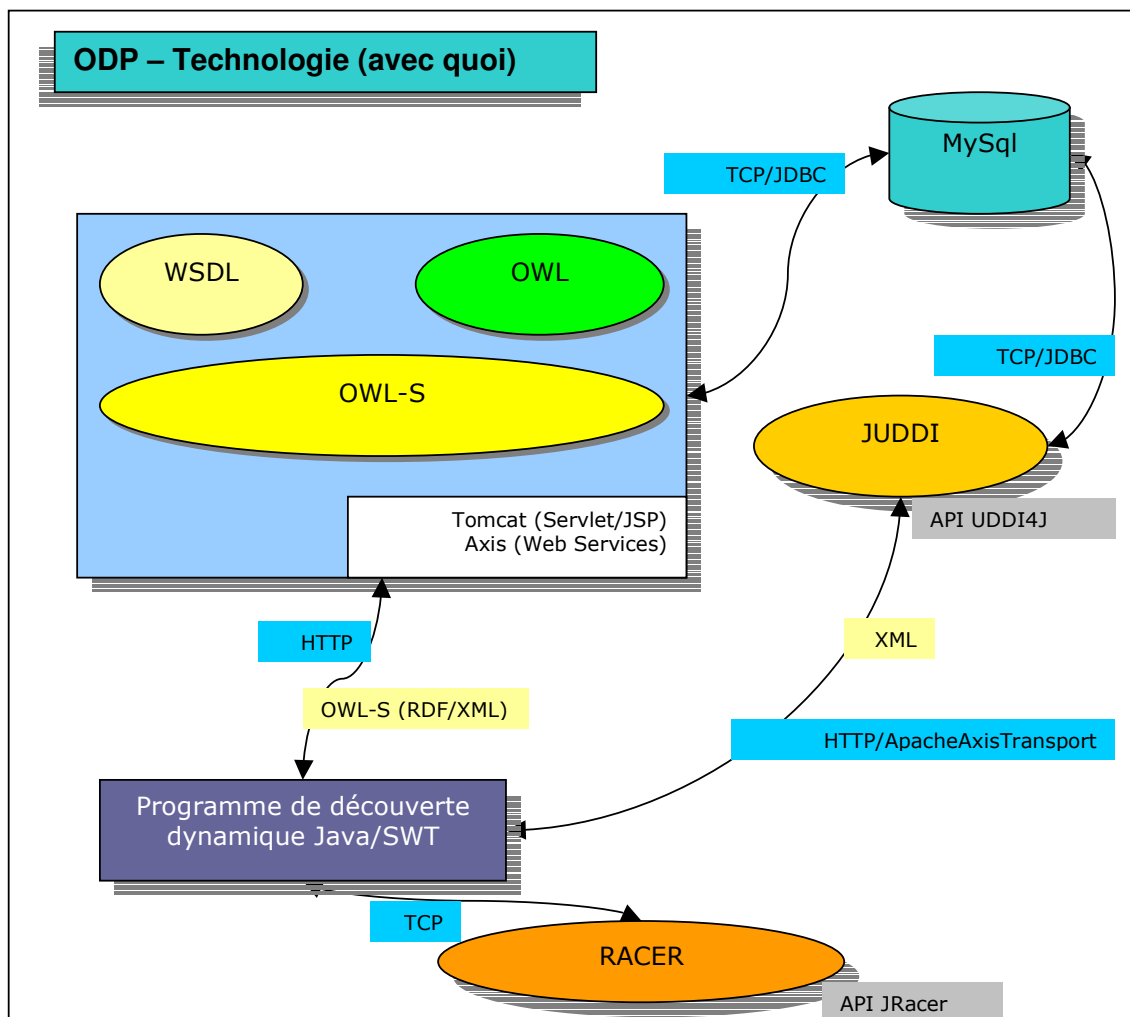 ODP – Technologie (avec quoi)
MySql
TCP/JDBC
WSDL
OWL
OWL-S
TCP/JDBC
JUDDI
API UDDI4J
Tomcat (Servlet/JSP)
Axis (Web Services)
HTTP
XML
OWL-S (RDF/XML)
HTTP/ApacheAxisTransport
Programme de découverte
dynamique Java/SWT
TCP
RACER
API JRacer